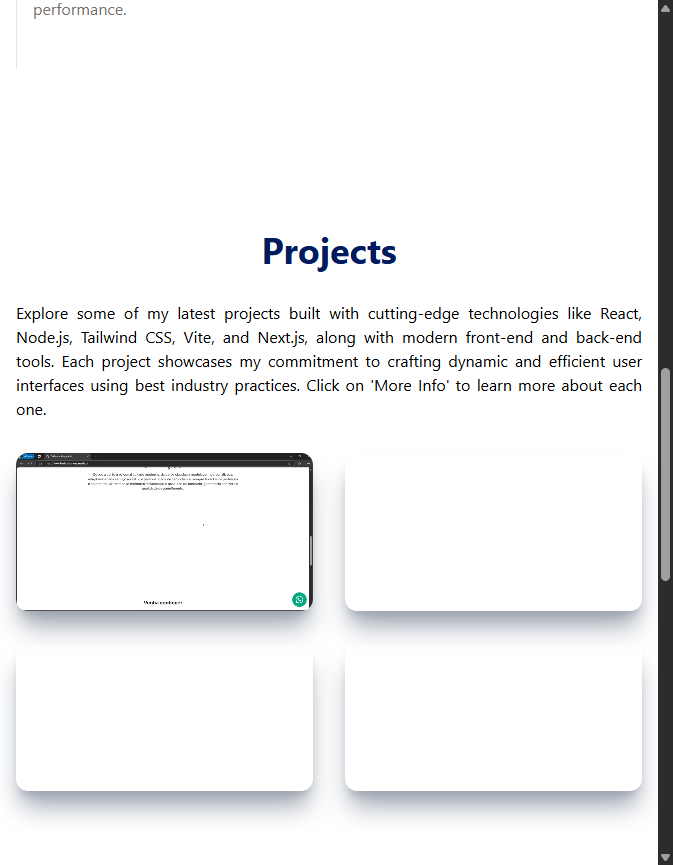 performance.
Projects
Explore some of my latest projects built with cutting-edge technologies like React,
Node.js, Tailwind CSS, Vite, and Next.js, along with modern front-end and back-end
tools. Each project showcases my commitment to crafting dynamic and efficient user
interfaces using best industry practices. Click on 'More Info' to learn more about each
one.
Venha conhecer